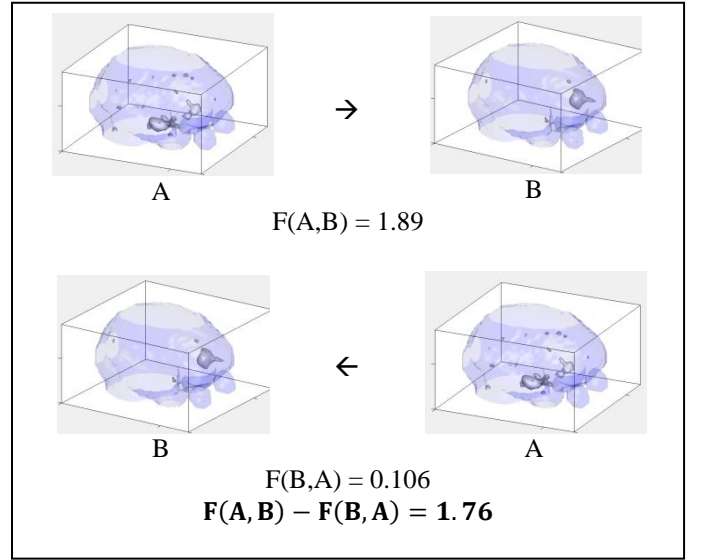 →
A
B
F(A,B) = 1.89
←
B
A
F(B,A) = 0.106
F(A,B) − F(B,A) = 1.76